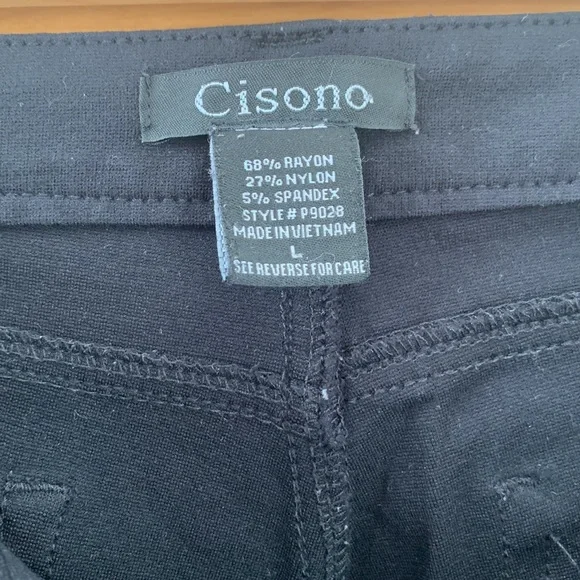 Cisono
68% RAYON
27% NYLON
5% SPANDEX
STYLE # P9028
MADE IN VIETNAM
L
SEE REVERSE FOR CARE